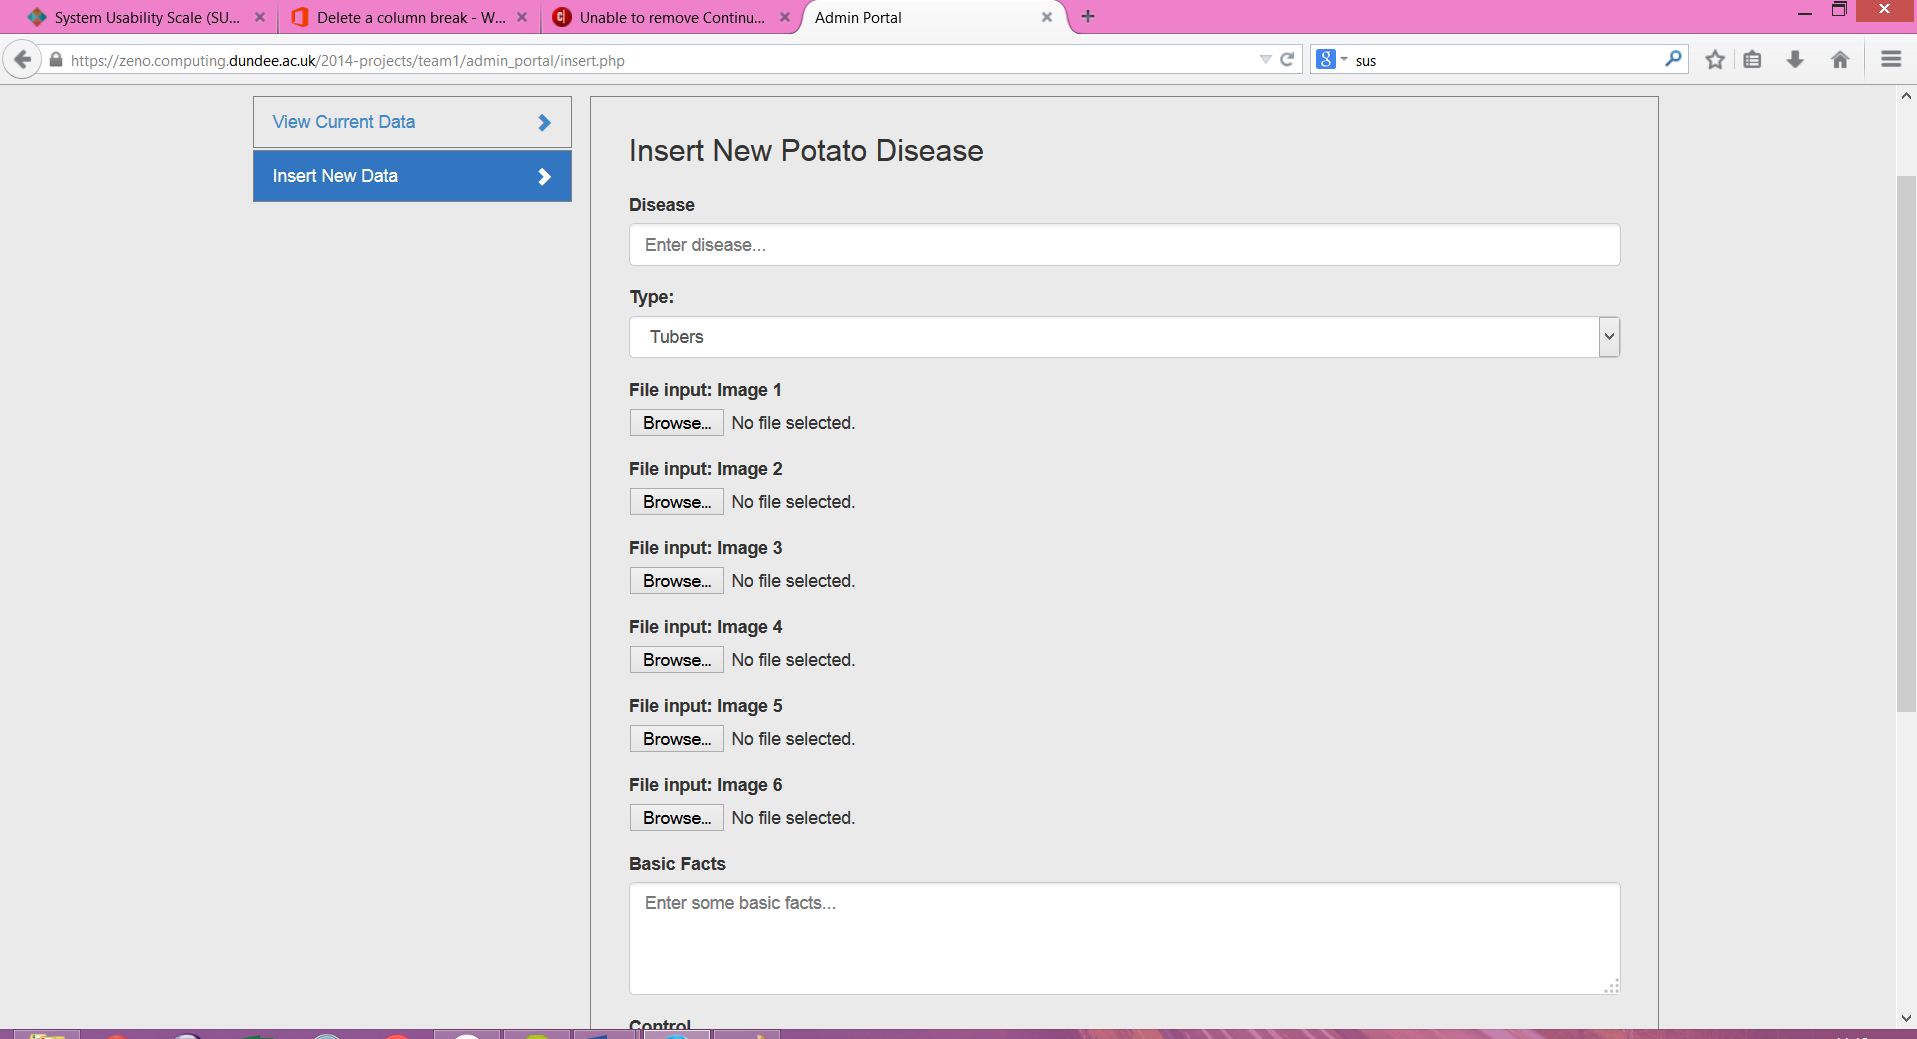 System Usability Scale (SU...
Delete a column break - W...
Unable to remove Continu...
Admin Portal
https://zeno.computing.dundee.ac.uk/2014-projects/team1/admin_portal/insert.php
8
sus
View Current Data
Insert New Data
Insert New Potato Disease
Disease
Enter disease...
Type:
Tubers
File input: Image 1
Browse... No file selected.
File input: Image 2
Browse... No file selected.
File input: Image 3
Browse... No file selected.
File input: Image 4
Browse... No file selected.
File input: Image 5
Browse... No file selected.
File input: Image 6
Browse... No file selected.
Basic Facts
Enter some basic facts...
Control